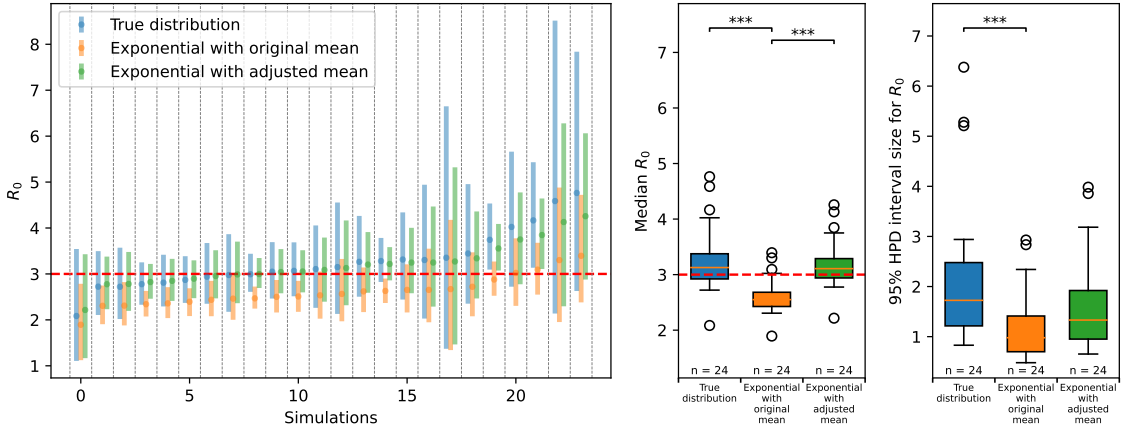 True distribution
Exponential with original mean
Exponential with adjusted mean
R0
8
7
6
5
4
3
2
1
0
5
10
15
20
Simulations
Median R0
7
6
5
4
3
2
***
***
n = 24
n = 24
n = 24
True
distribution
Exponential
with
original
mean
Exponential
with
adjusted
mean
95% HPD interval size for R0
7
6
5
4
3
2
1
***
n = 24
n = 24
n = 24
True
distribution
Exponential
with
original
mean
Exponential
with
adjusted
mean